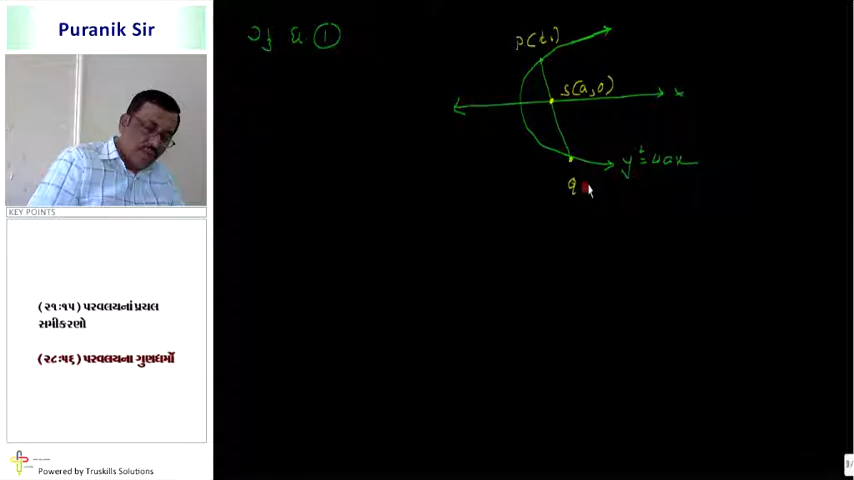 Puranik Sir
ગુ ધ. ①
P(t₁)
S(a,0)
x
y² = 4ax
q
KEY POINTS
(૨૧:૧૫) પરવલયનાં પ્રચલ
સમીકરણો
(૨૮:૫૬) પરવલયના ગુણધર્મો
Powered by Truskills Solutions